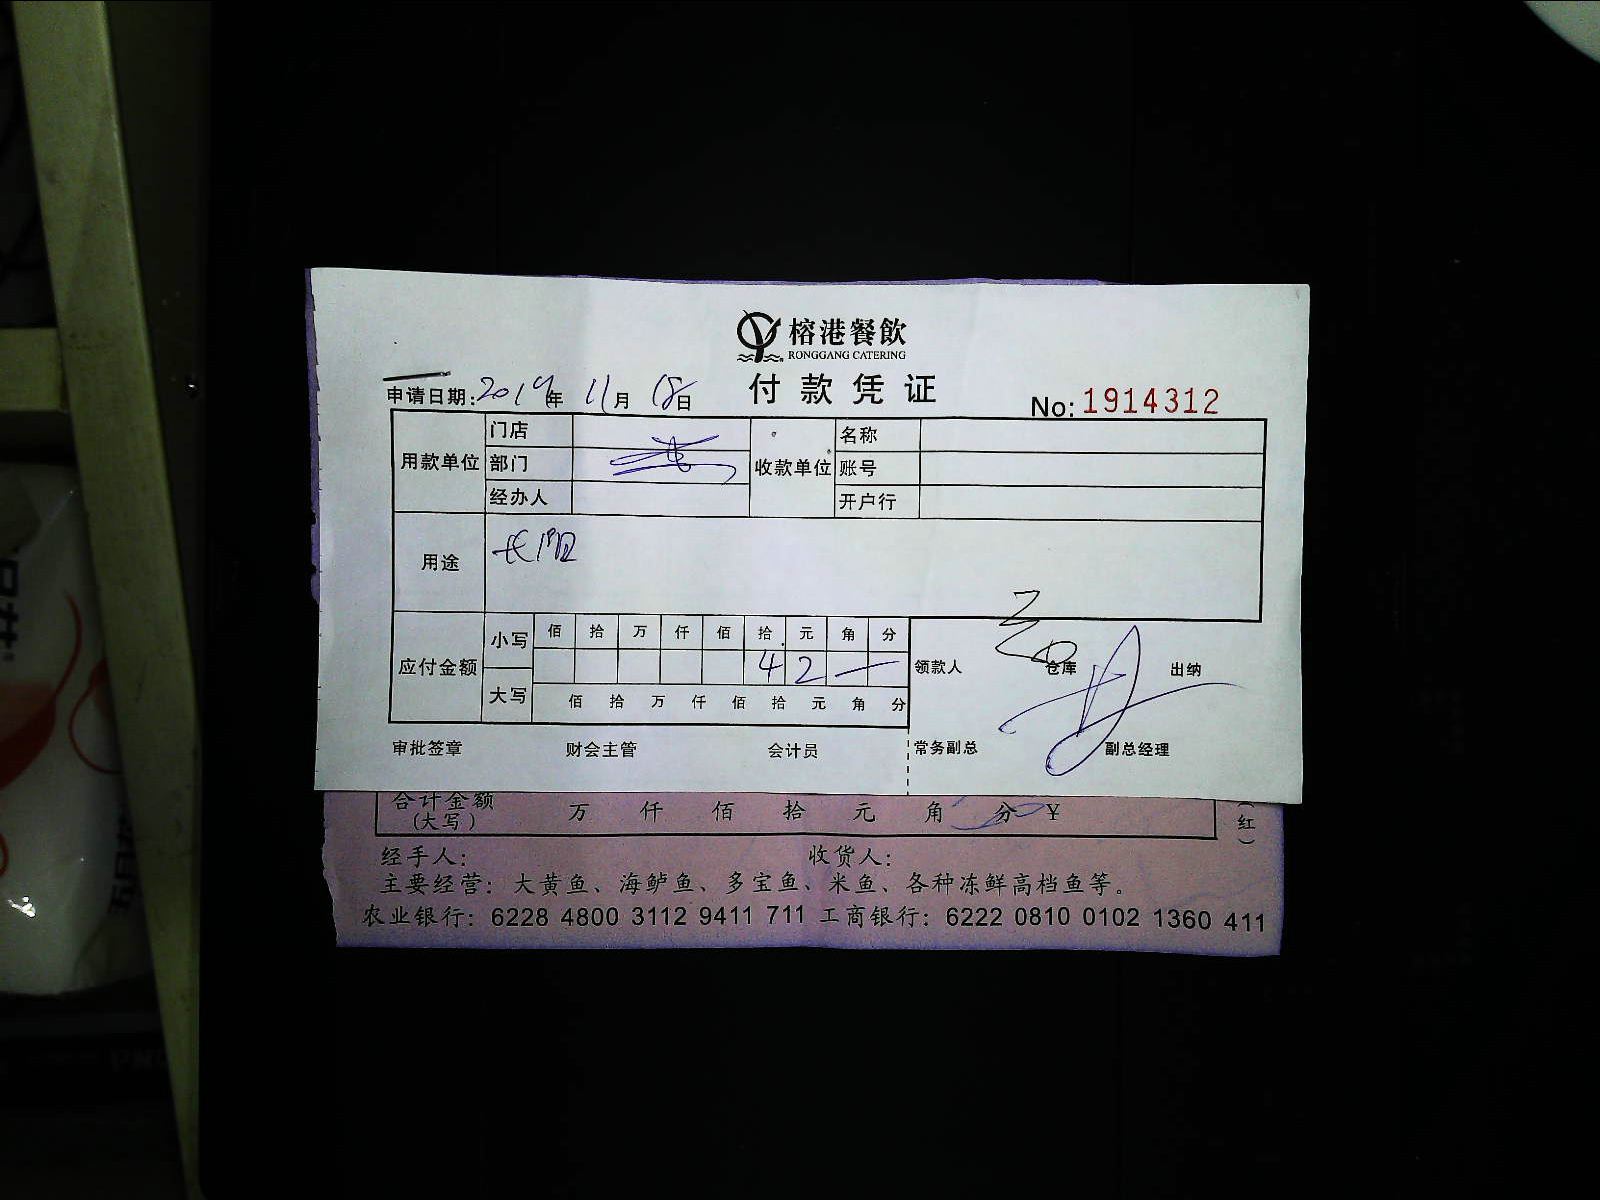 榕港餐飲
RONGGANG CATERING
付款凭证
申请日期:2019年11月18日
No:1914312
用款单位 门店 收款单位 名称
部门 账号
经办人 开户行
用途 长阳
应付金额 小写 佰拾万仟佰拾元角分
42—
大写 佰拾万仟佰拾元角分
领款人 仓库 出纳
审批签章 财会主管 会计员 常务副总 副总经理
合计金额(大写) 万仟佰拾元角分¥
(红)
经手人: 收货人:
主要经营:大黄鱼、海鲈鱼、多宝鱼、米鱼、各种冻鲜高档鱼等。
农业银行:6228 4800 3112 9411 711 工商银行:6222 0810 0102 1360 411